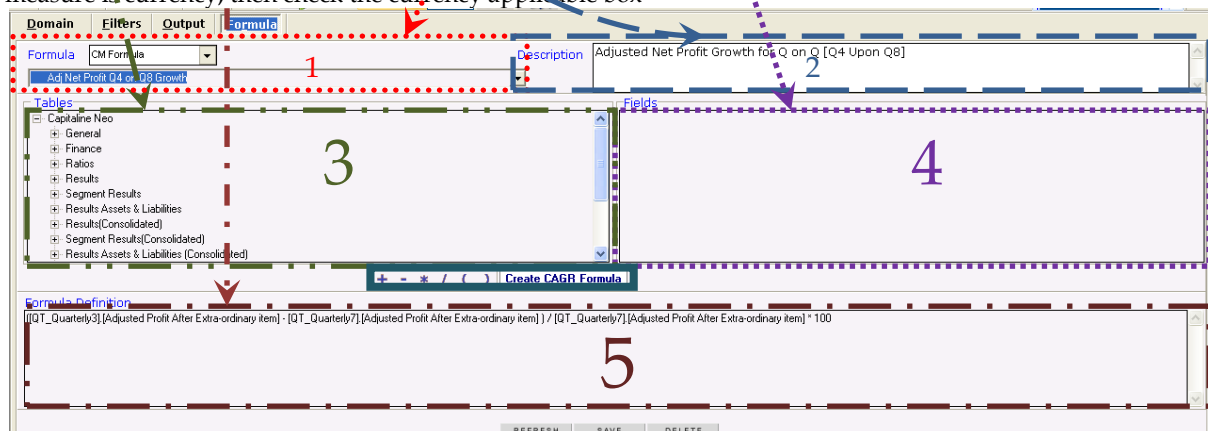 measure is currency, then check the currency applicable box
Domain Filters Output Formula
Formula CM Formula Description Adjusted Net Profit Growth for Q on Q [Q4 Upon Q8]
1 2
Adj Net Profit Q4 on Q8 Growth
Tables Fields
Capitaline Neo
General
Finance
Ratios
Results
Segment Results
Results Assets & Liabilities
Results(Consolidated)
Segment Results(Consolidated)
Results Assets & Liabilities (Consolidated)
3 4
+ - * / ( ) Create CAGR Formula
Formula Definition
([QT_Quarterly3].[Adjusted Profit After Extra-ordinary item] - [QT_Quarterly7].[Adjusted Profit After Extra-ordinary item] ) / [QT_Quarterly7].[Adjusted Profit After Extra-ordinary item] * 100
5
REFRESH SAVE DELETE